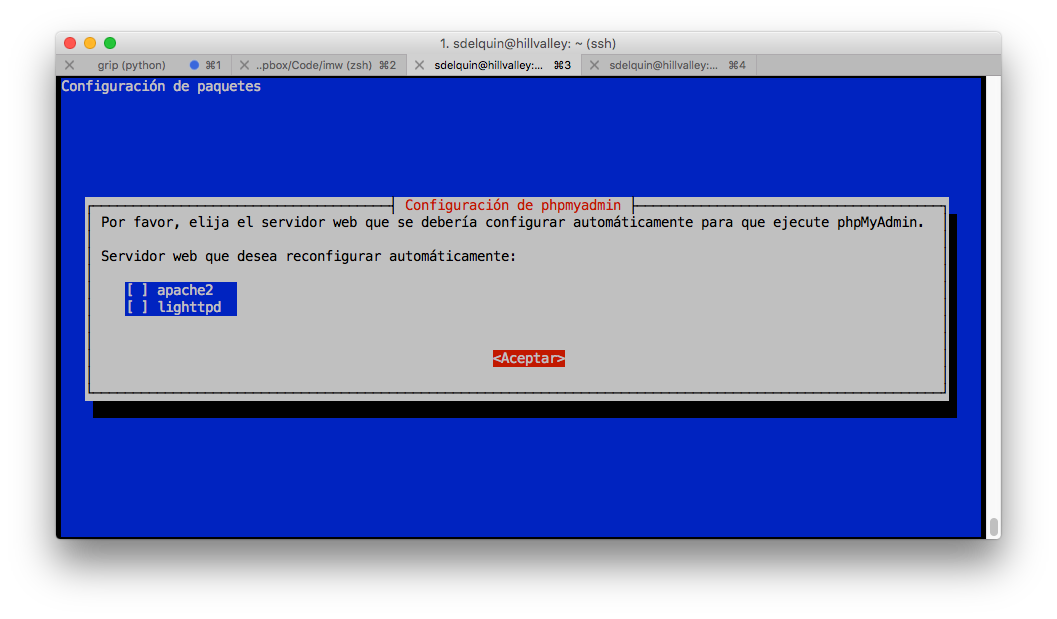 1. sdelquin@hillvalley: ~ (ssh)
grip (python) ⌘1 ..pbox/Code/imw (zsh) ⌘2 sdelquin@hillvalley:... ⌘3 sdelquin@hillvalley:... ⌘4
Configuración de paquetes
Configuración de phpmyadmin
Por favor, elija el servidor web que se debería configurar automáticamente para que ejecute phpMyAdmin.
Servidor web que desea reconfigurar automáticamente:
[ ] apache2
[ ] lighttpd
<Aceptar>